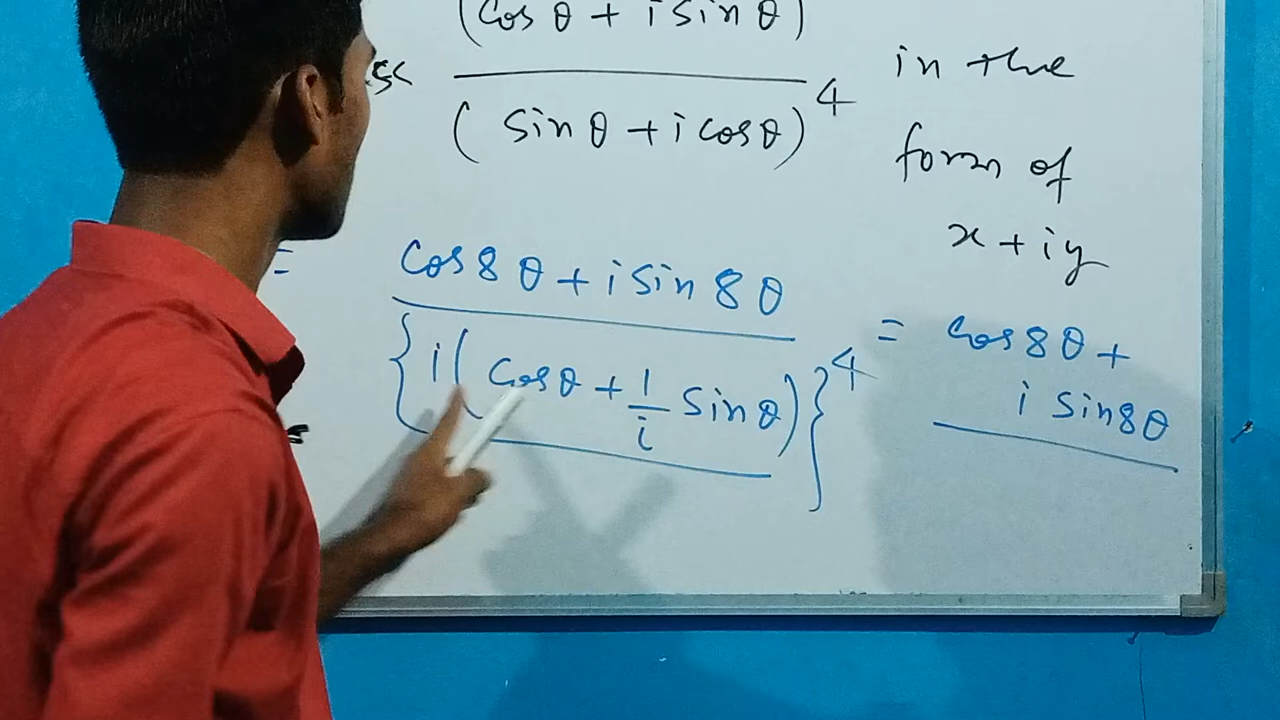 (cos θ + i sin θ)
ss
(sin θ + i cos θ)^4
in the
form of
x + iy
= cos 8θ + i sin 8θ
{i(cos θ + 1/i sin θ)}^4
= cos 8θ +
i sin 8θ